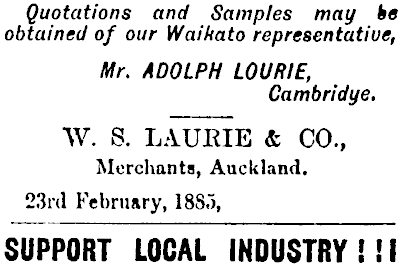 Quotations and Samples may be
obtained of our Waikato representative,
Mr. ADOLPH LOURIE,
Cambridye.
W. S. LAURIE & CO.,
Merchants, Auckland.
23rd February, 1885,
SUPPORT LOCAL INDUSTRY!!!